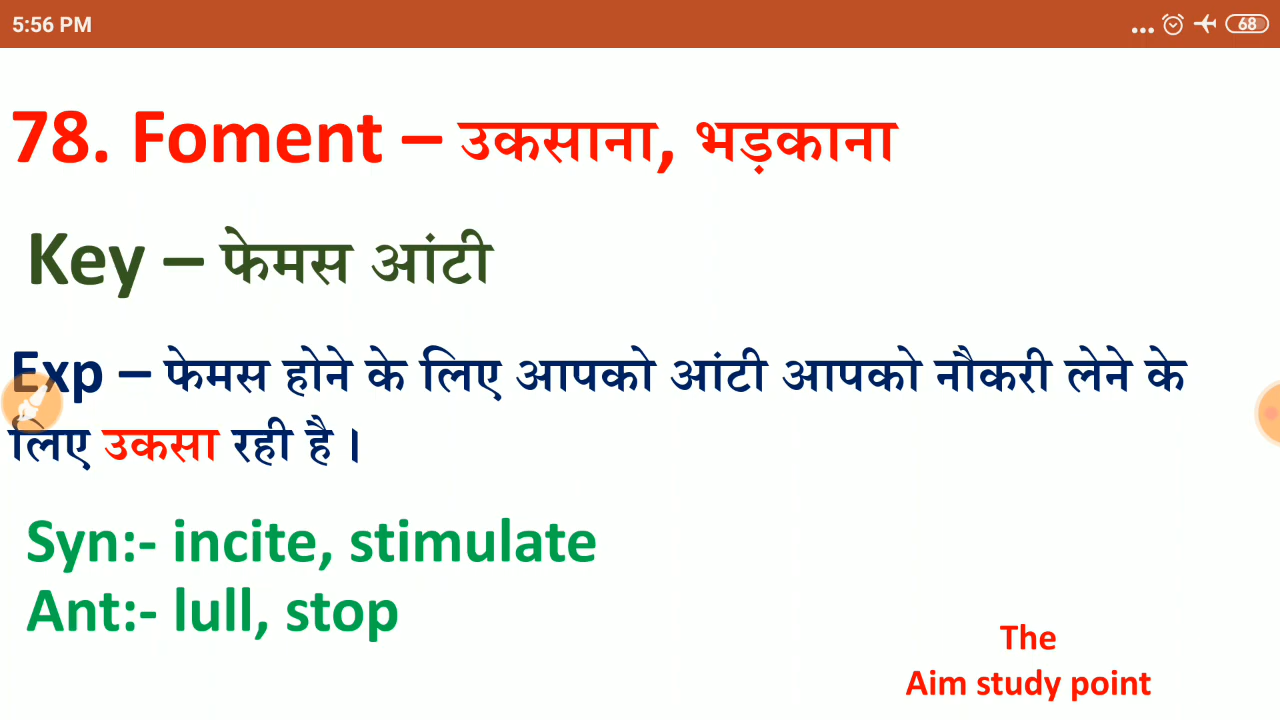 5:56 PM
68
78. Foment – उकसाना, भड़काना
Key – फेमस आंटी
Exp – फेमस होने के लिए आपको आंटी आपको नौकरी लेने के
लिए उकसा रही है ।
Syn:- incite, stimulate
Ant:- lull, stop
The
Aim study point